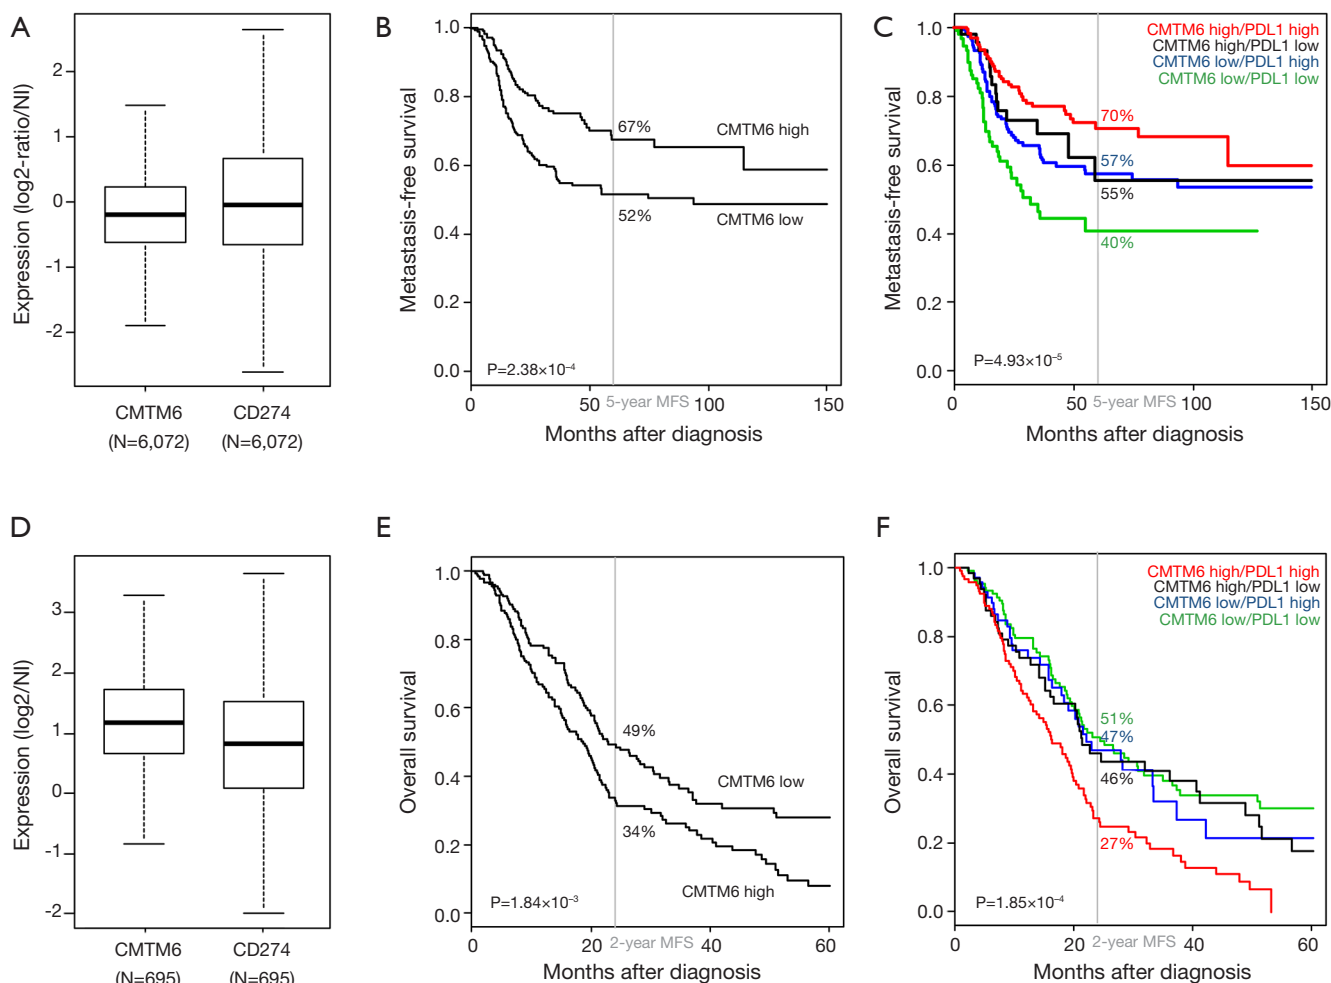 A
Expression (log2-ratio/NI)
2
1
0
-1
-2
CMTM6
(N=6,072)
CD274
(N=6,072)
B
Metastasis-free survival
1.0
0.8
0.6
0.4
0.2
0.0
67%
CMTM6 high
52%
CMTM6 low
P=2.38×10⁻⁴
0
50
5-year MFS
100
150
Months after diagnosis
C
Metastasis-free survival
1.0
0.8
0.6
0.4
0.2
0.0
CMTM6 high/PDL1 high
CMTM6 high/PDL1 low
CMTM6 low/PDL1 high
CMTM6 low/PDL1 low
70%
57%
55%
40%
P=4.93×10⁻⁵
0
50
5-year MFS
100
150
Months after diagnosis
D
Expression (log2/NI)
3
2
1
0
-1
-2
CMTM6
(N=695)
CD274
(N=695)
E
Overall survival
1.0
0.8
0.6
0.4
0.2
0.0
49%
CMTM6 low
34%
CMTM6 high
P=1.84×10⁻³
0
20
2-year MFS
40
60
Months after diagnosis
F
Overall survival
1.0
0.8
0.6
0.4
0.2
0.0
CMTM6 high/PDL1 high
CMTM6 high/PDL1 low
CMTM6 low/PDL1 high
CMTM6 low/PDL1 low
51%
47%
46%
27%
P=1.85×10⁻⁴
0
20
2-year MFS
40
60
Months after diagnosis